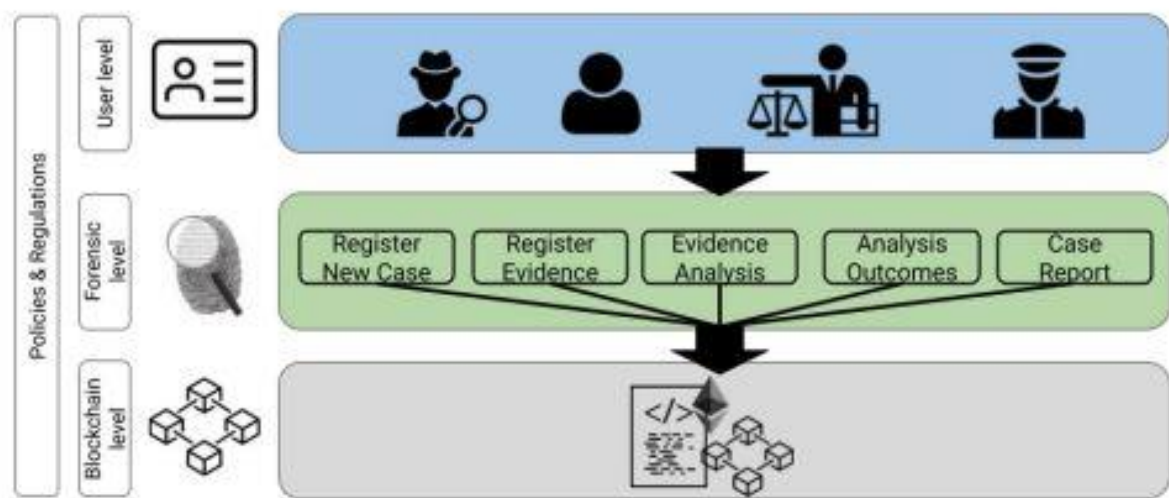 Policies & Regulations
User level
Forensic
level
Register
New Case
Register
Evidence
Evidence
Analysis
Analysis
Outcomes
Case
Report
Blockchain
level
</>